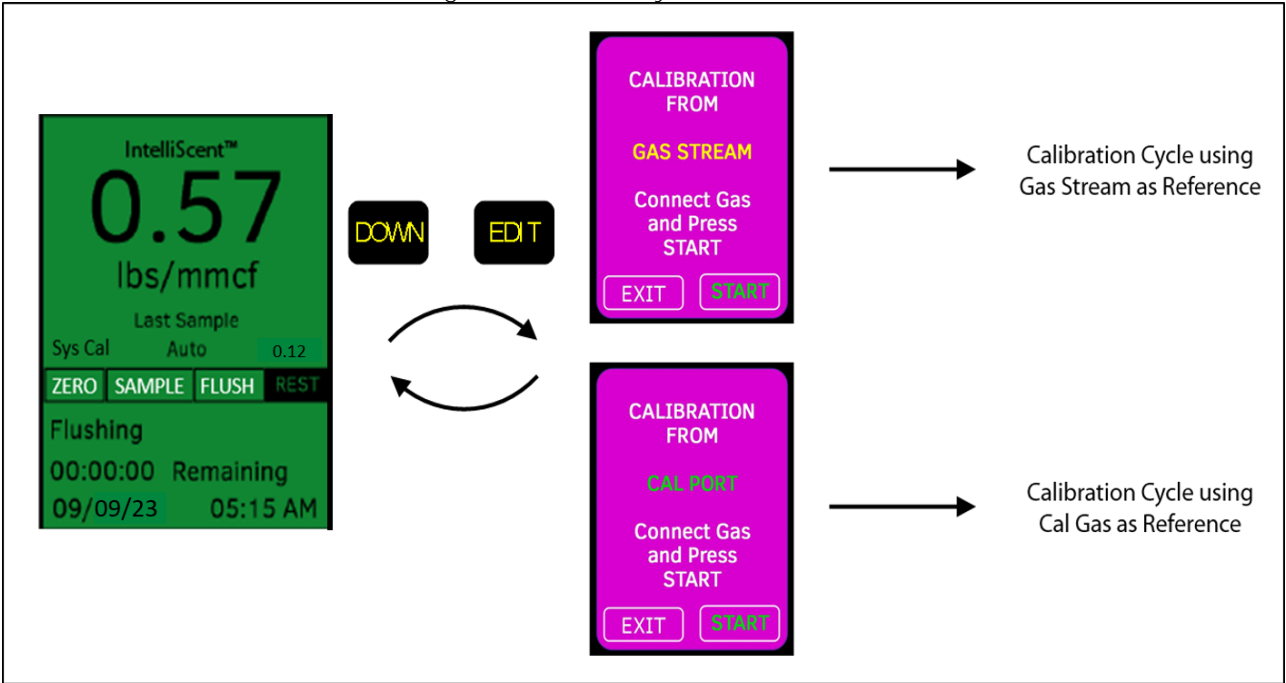 IntelliScent™
0.57
lbs/mmcf
Last Sample
Sys Cal Auto 0.12
ZERO SAMPLE FLUSH REST
Flushing
00:00:00 Remaining
09/09/23 05:15 AM
DOWN EDIT
CALIBRATION
FROM
GAS STREAM
Connect Gas
and Press
START
EXIT START
Calibration Cycle using
Gas Stream as Reference
CALIBRATION
FROM
CAL PORT
Connect Gas
and Press
START
EXIT START
Calibration Cycle using
Cal Gas as Reference